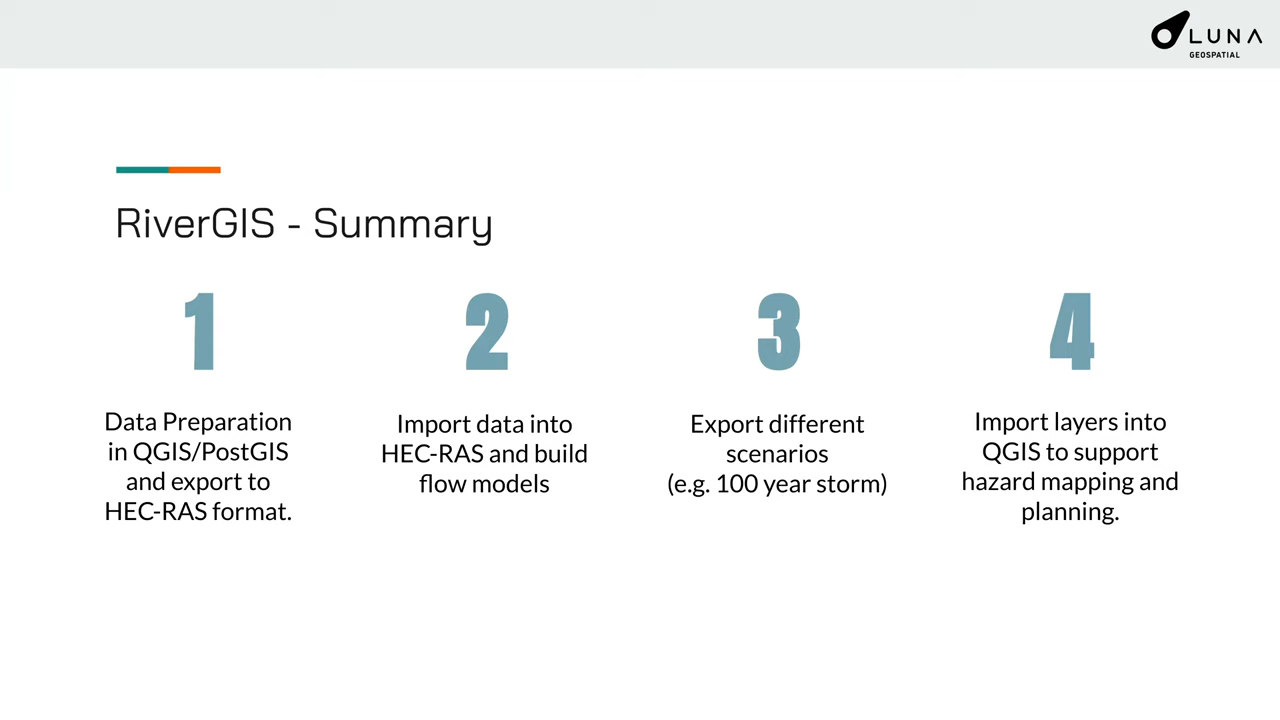 LUNA
GEOSPATIAL
RiverGIS - Summary
1
Data Preparation
in QGIS/PostGIS
and export to
HEC-RAS format.
2
Import data into
HEC-RAS and build
flow models
3
Export different
scenarios
(e.g. 100 year storm)
4
Import layers into
QGIS to support
hazard mapping and
planning.